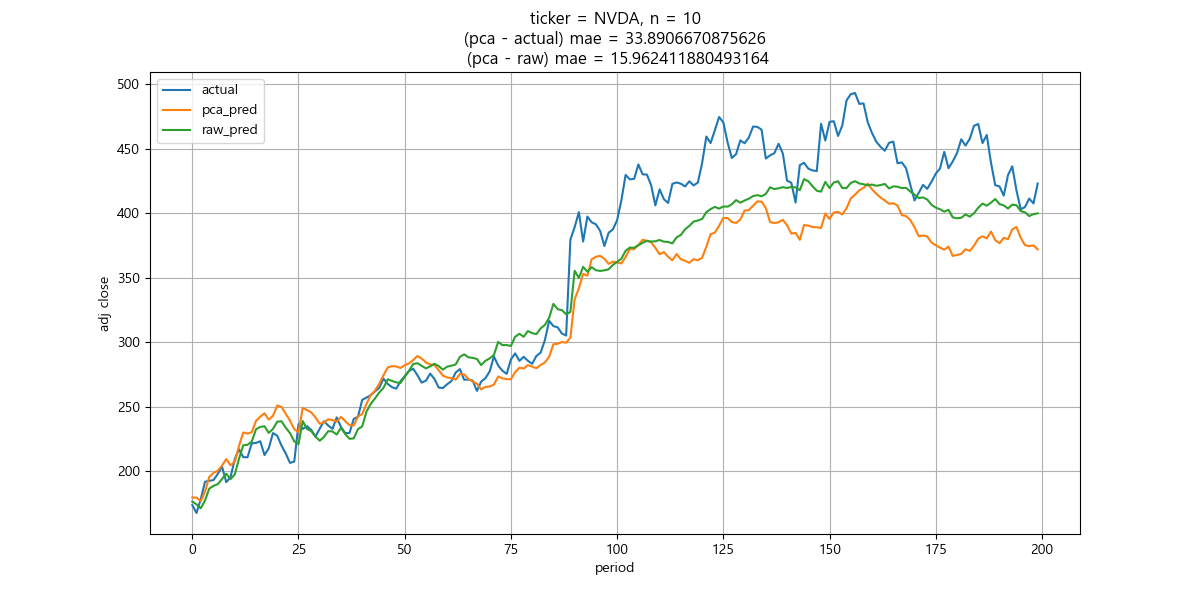 ticker = NVDA, n = 10
(pca - actual) mae = 33.8906670875626
(pca - raw) mae = 15.962411880493164
actual
pca_pred
raw_pred
500
450
400
350
300
250
200
adj close
0 25 50 75 100 125 150 175 200
period